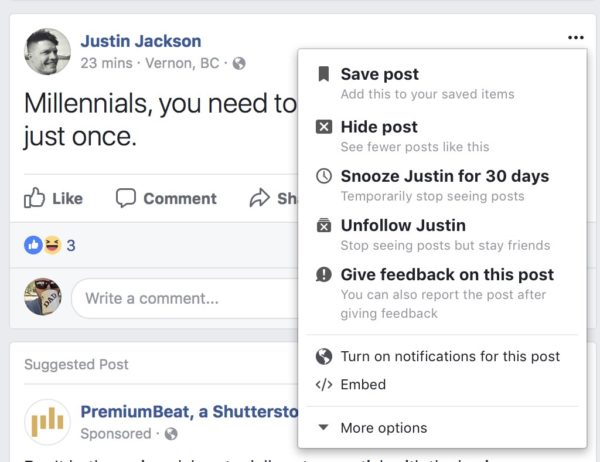 Justin Jackson
23 mins · Vernon, BC ·
Millennials, you need to
just once.
Like Comment
3
Write a comment...
Save post
Add this to your saved items
Hide post
See fewer posts like this
Snooze Justin for 30 days
Temporarily stop seeing posts
Unfollow Justin
Stop seeing posts but stay friends
Give feedback on this post
You can also report the post after
giving feedback
Turn on notifications for this post
</> Embed
More options
Suggested Post
PremiumBeat, a Shuttersto
Sponsored ·